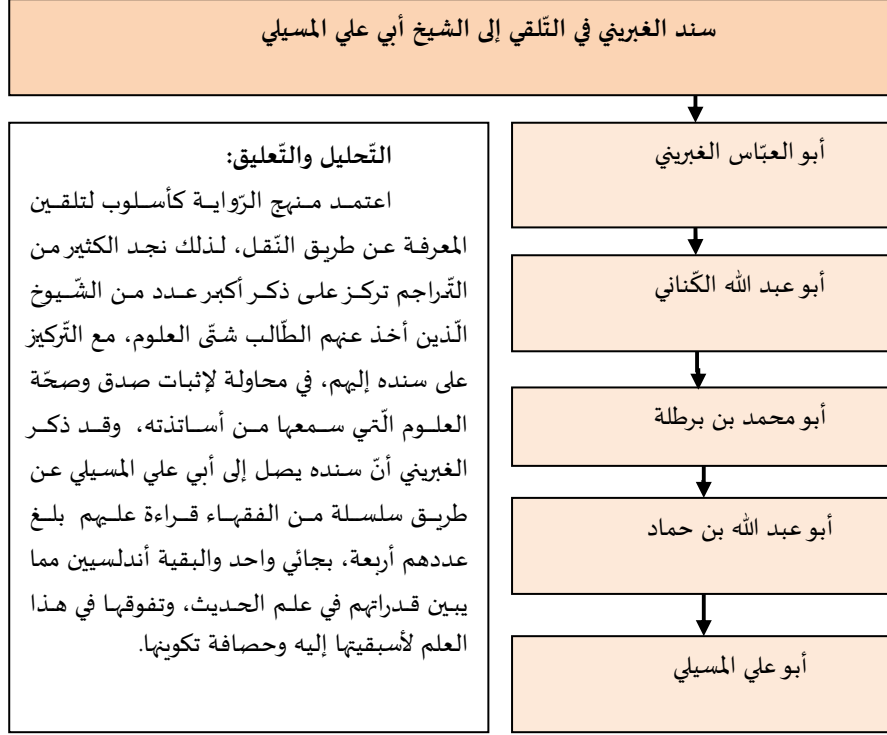 سند الغبريني في التّلقي إلى الشيخ أبي علي المسيلي
أبو العبّاس الغبريني
أبو عبد الله الكّناني
أبو محمد بن برطلة
أبو عبد الله بن حماد
أبو علي المسيلي
التّحليل والتّعليق:
اعتمد منهج الرّواية كأسلوب لتلقين
المعرفة عن طريق النّقل، لذلك نجد الكثير من
التّراجم تركز على ذكر أكبر عدد من الشّيوخ
الّذين أخذ عنهم الطّالب شتّى العلوم، مع التّركيز
على سنده إليهم، في محاولة لإثبات صدق وصحّة
العلوم الّتي سمعها من أساتذته، وقد ذكر
الغبريني أنّ سنده يصل إلى أبي علي المسيلي عن
طريق سلسلة من الفقهاء قراءة عليهم بلغ
عددهم أربعة، بجائي واحد والبقية أندلسيين مما
يبين قدراتهم في علم الحديث، وتفوقها في هذا
العلم لأسبقيتها إليه وحصافة تكوينها.